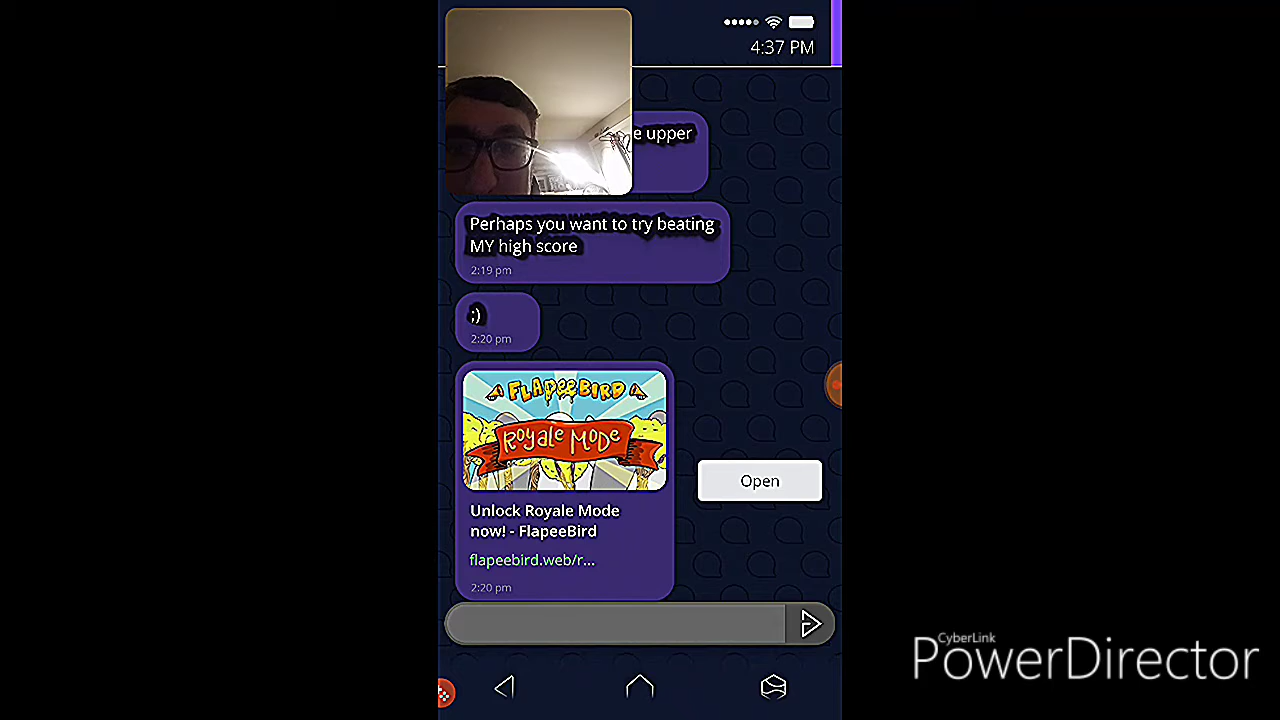 4:37 PM
e upper
Perhaps you want to try beating
MY high score
2:19 pm
;)
2:20 pm
FLAPEEBIRD
ROYALE MODE
Open
Unlock Royale Mode
now! - FlapeeBird
flapeebird.web/r...
2:20 pm
CyberLink
PowerDirector